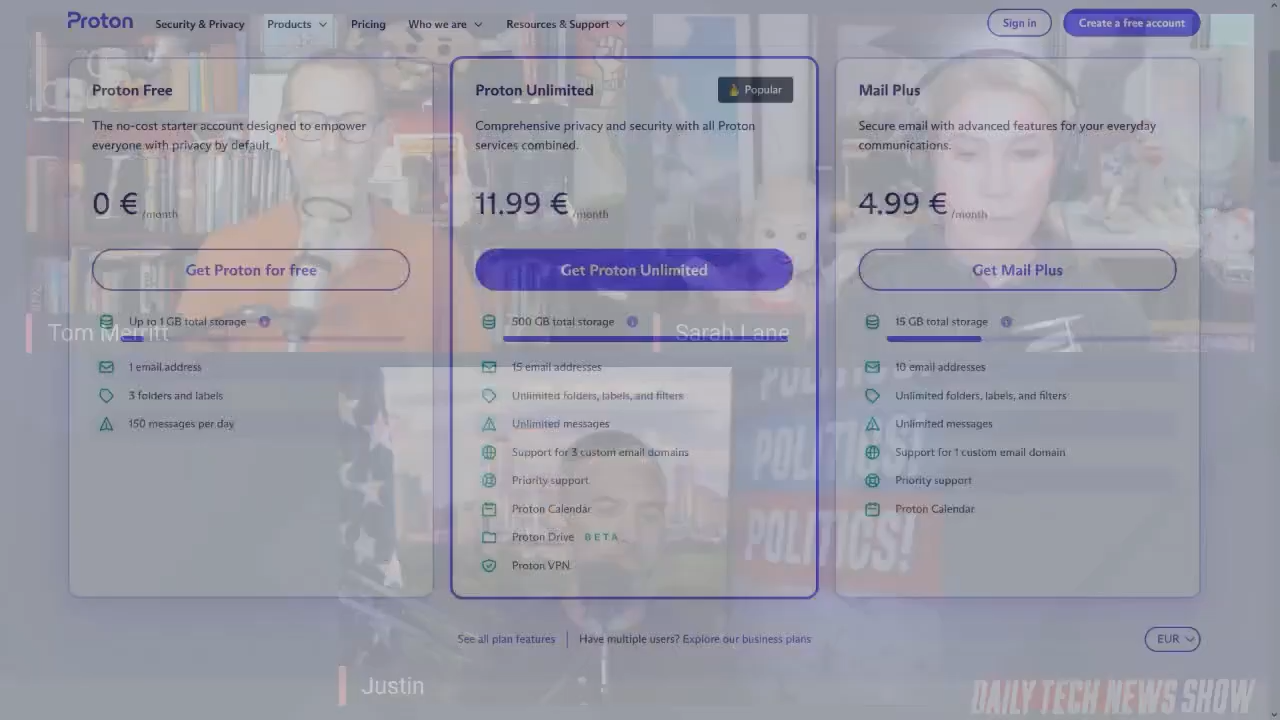 Proton
Security & Privacy
Products
Pricing
Who we are
Resources & Support
Sign in
Create a free account
Proton Free
The no-cost starter account designed to empower
everyone with privacy by default.
0 € /month
Get Proton for free
Up to 1 GB total storage
1 email address
3 folders and labels
150 messages per day
Proton Unlimited
Popular
Comprehensive privacy and security with all Proton
services combined.
11.99 € /month
Get Proton Unlimited
500 GB total storage
15 email addresses
Unlimited folders, labels, and filters
Unlimited messages
Support for 3 custom email domains
Priority support
Proton Calendar
Proton Drive BETA
Proton VPN
Mail Plus
Secure email with advanced features for your everyday
communications.
4.99 € /month
Get Mail Plus
15 GB total storage
10 email addresses
Unlimited folders, labels, and filters
Unlimited messages
Support for 1 custom email domain
Priority support
Proton Calendar
See all plan features
Have multiple users? Explore our business plans
EUR
Tom Merritt
Sarah Lane
POLITICS!
POLITICS!
Justin
DAILY TECH NEWS SHOW